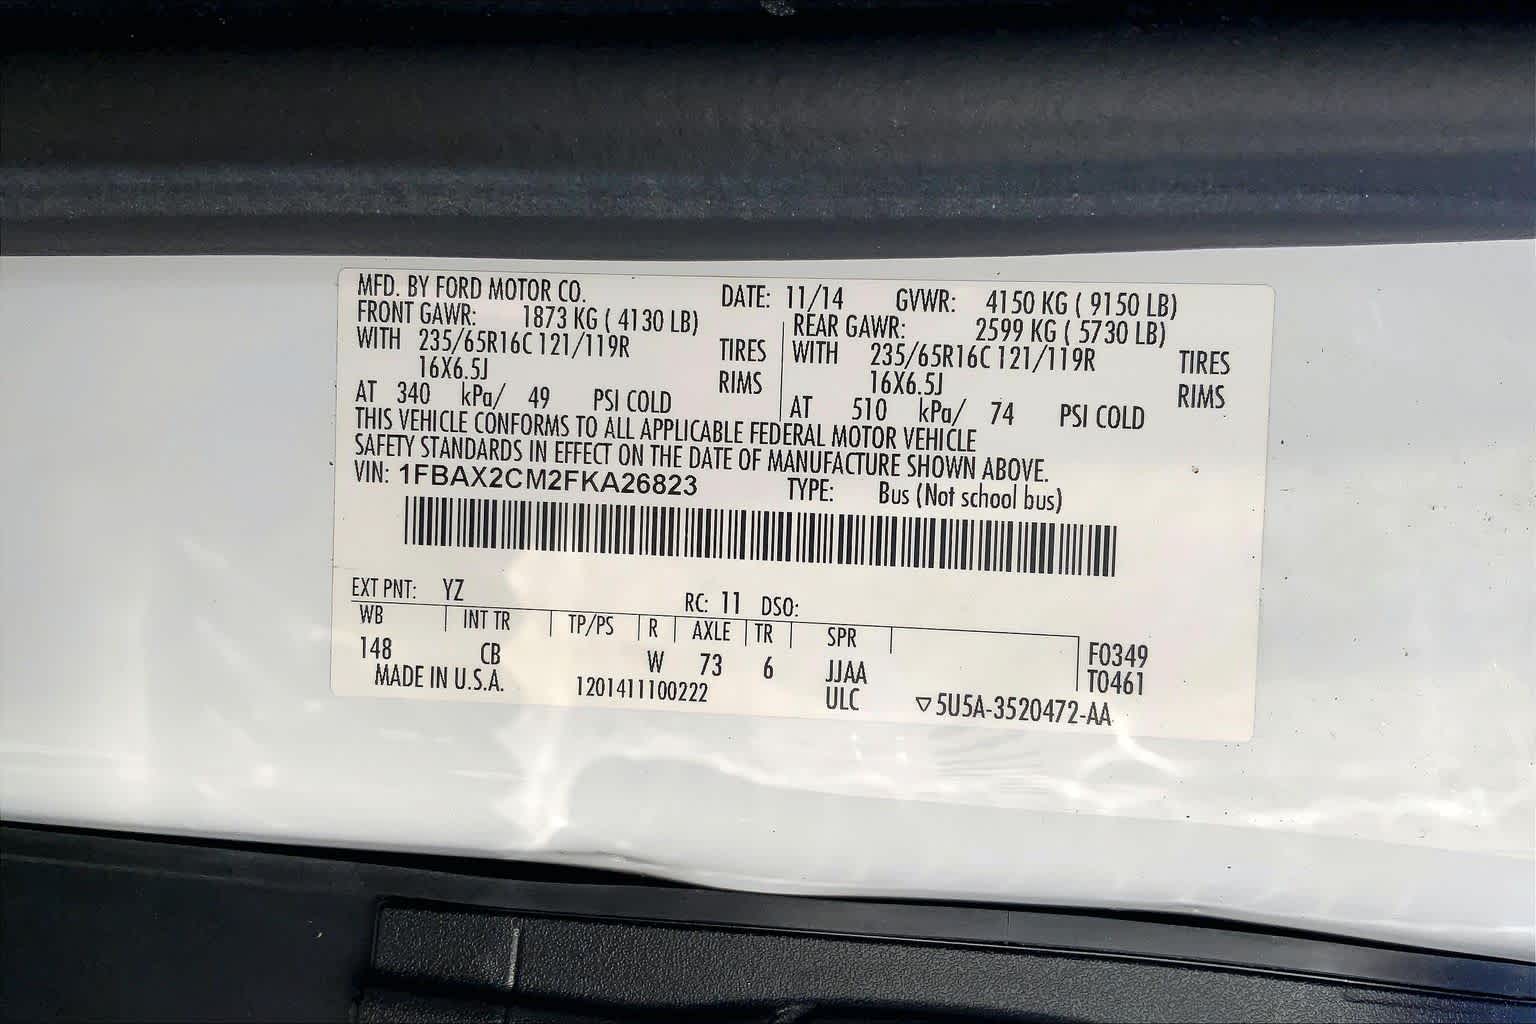 MFD. BY FORD MOTOR CO. DATE: 11/14 GVWR: 4150 KG ( 9150 LB)
FRONT GAWR: 1873 KG ( 4130 LB) REAR GAWR: 2599 KG ( 5730 LB)
WITH 235/65R16C 121/119R TIRES WITH 235/65R16C 121/119R TIRES
16X6.5J RIMS 16X6.5J RIMS
AT 340 kPa/ 49 PSI COLD AT 510 kPa/ 74 PSI COLD
THIS VEHICLE CONFORMS TO ALL APPLICABLE FEDERAL MOTOR VEHICLE
SAFETY STANDARDS IN EFFECT ON THE DATE OF MANUFACTURE SHOWN ABOVE.
VIN: 1FBAX2CM2FKA26823 TYPE: Bus (Not school bus)
EXT PNT: YZ RC: 11 DSO:
WB INT TR TP/PS R AXLE TR SPR
148 CB W 73 6 JJAA F0349
T0461
MADE IN U.S.A. 1201411100222 ULC ▽5U5A-3520472-AA